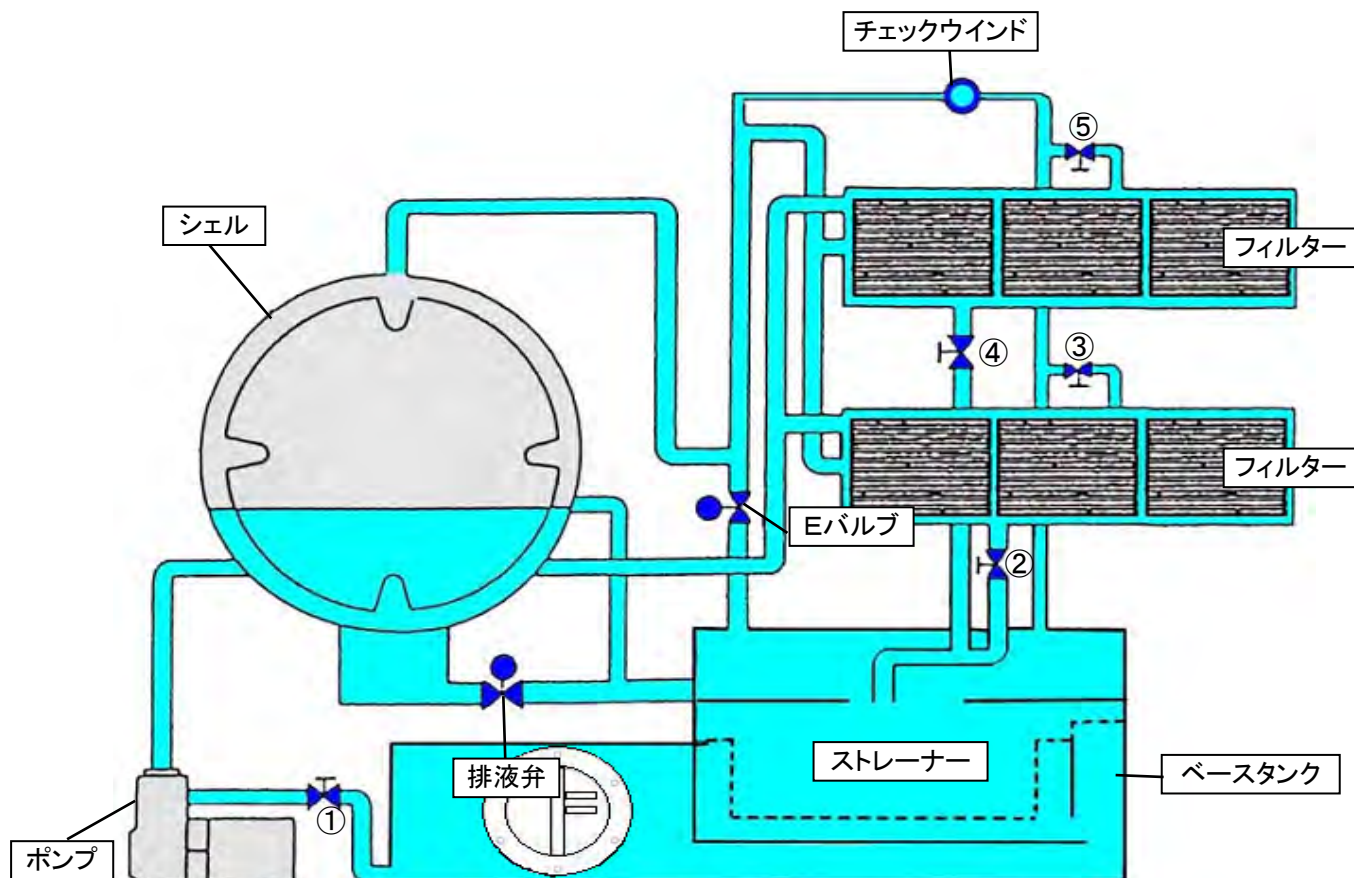 チェックウインド
⑤
シェル
フィルター
④
③
フィルター
Eバルブ
②
ストレーナー
排液弁
ベースタンク
①
ポンプ